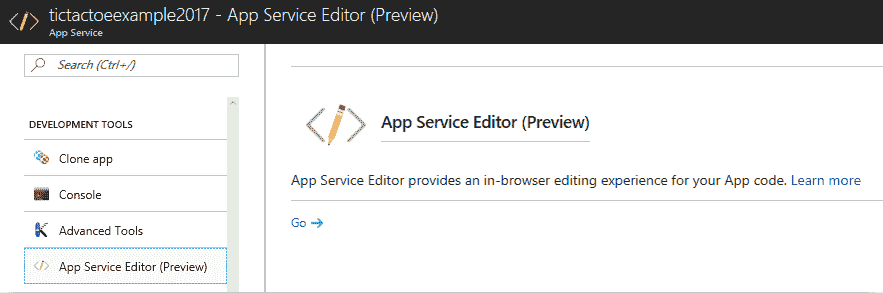 tictactoeexample2017 - App Service Editor (Preview)
App Service
Search (Ctrl+/)
DEVELOPMENT TOOLS
Clone app
Console
Advanced Tools
App Service Editor (Preview)
App Service Editor (Preview)
App Service Editor provides an in-browser editing experience for your App code. Learn more
Go